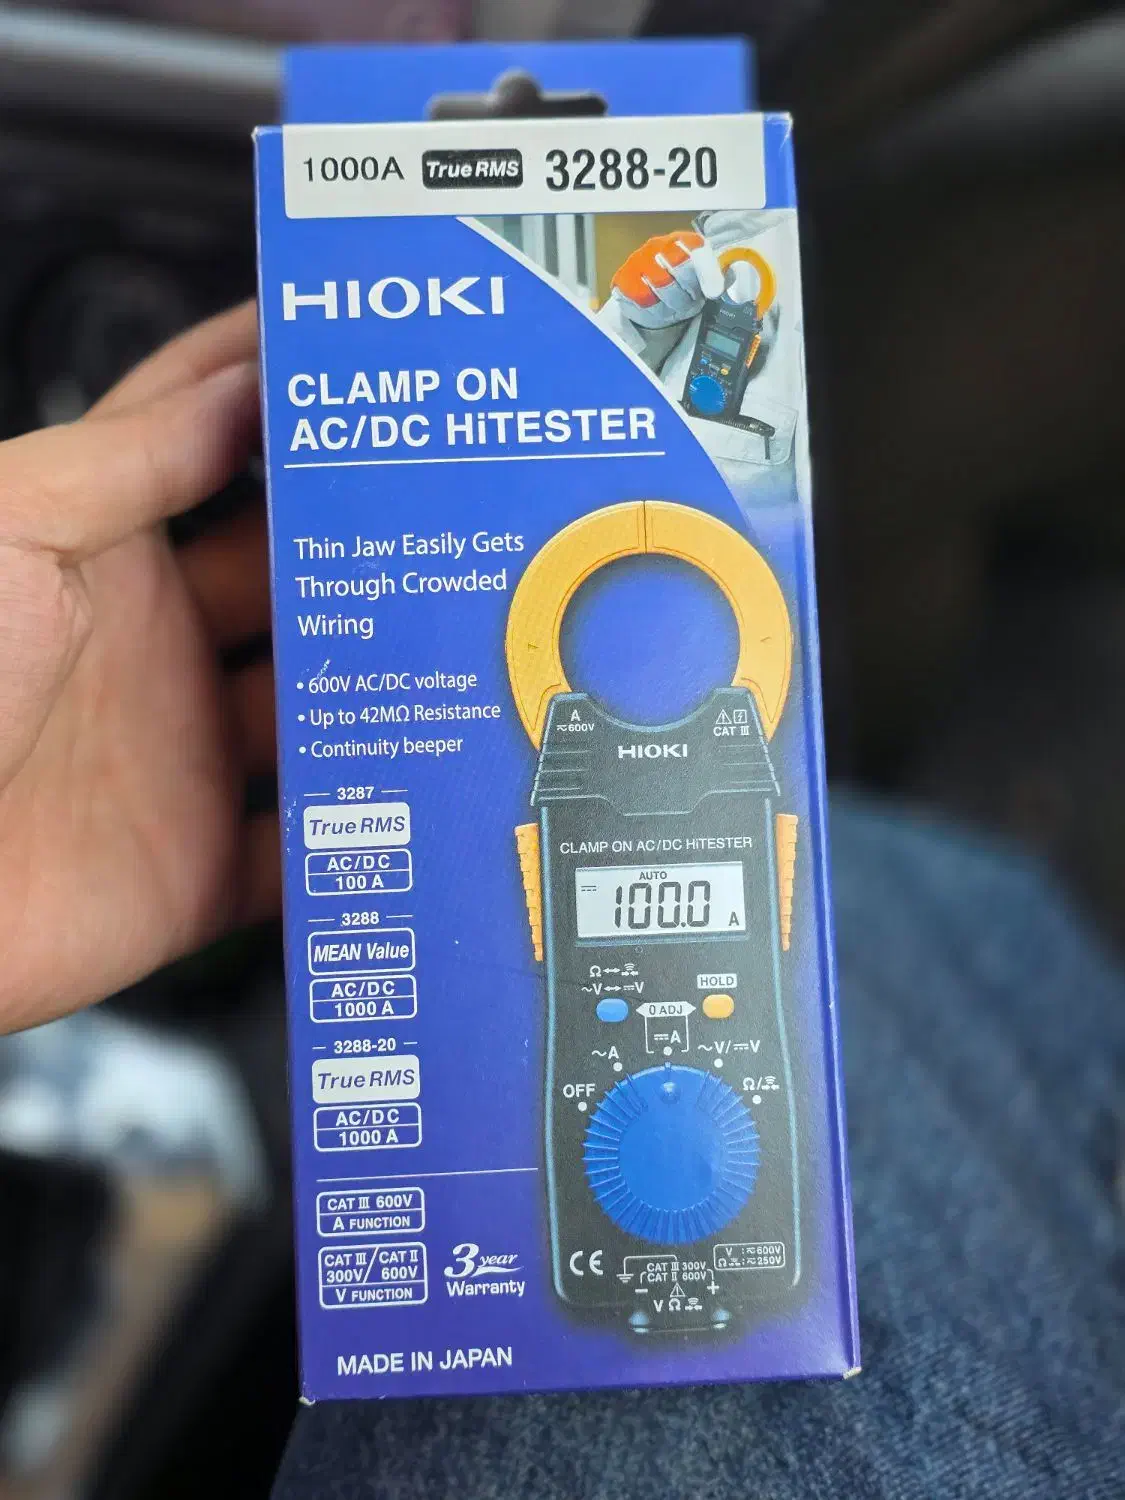 1000A True RMS 3288-20
HIOKI
HIOKI
CLAMP ON
AC/DC HiTESTER
Thin Jaw Easily Gets
Through Crowded
Wiring
• 600V AC/DC voltage
• Up to 42MΩ Resistance
• Continuity beeper
3287
True RMS
AC/DC
100 A
3288
MEAN Value
AC/DC
1000 A
3288-20
True RMS
AC/DC
1000 A
CAT III 600V
A FUNCTION
CAT III / CAT II
300V / 600V
V FUNCTION
3 year
Warranty
MADE IN JAPAN
A
⎓600V
CAT III
HIOKI
CLAMP ON AC/DC HiTESTER
AUTO
100.0 A
Ω↔
~V↔⎓V
HOLD
0 ADJ
⎓A
~A
~V/⎓V
OFF
Ω/
CE
CAT III 300V
CAT II 600V
V : 600V
Ω : 250V
− +
V Ω